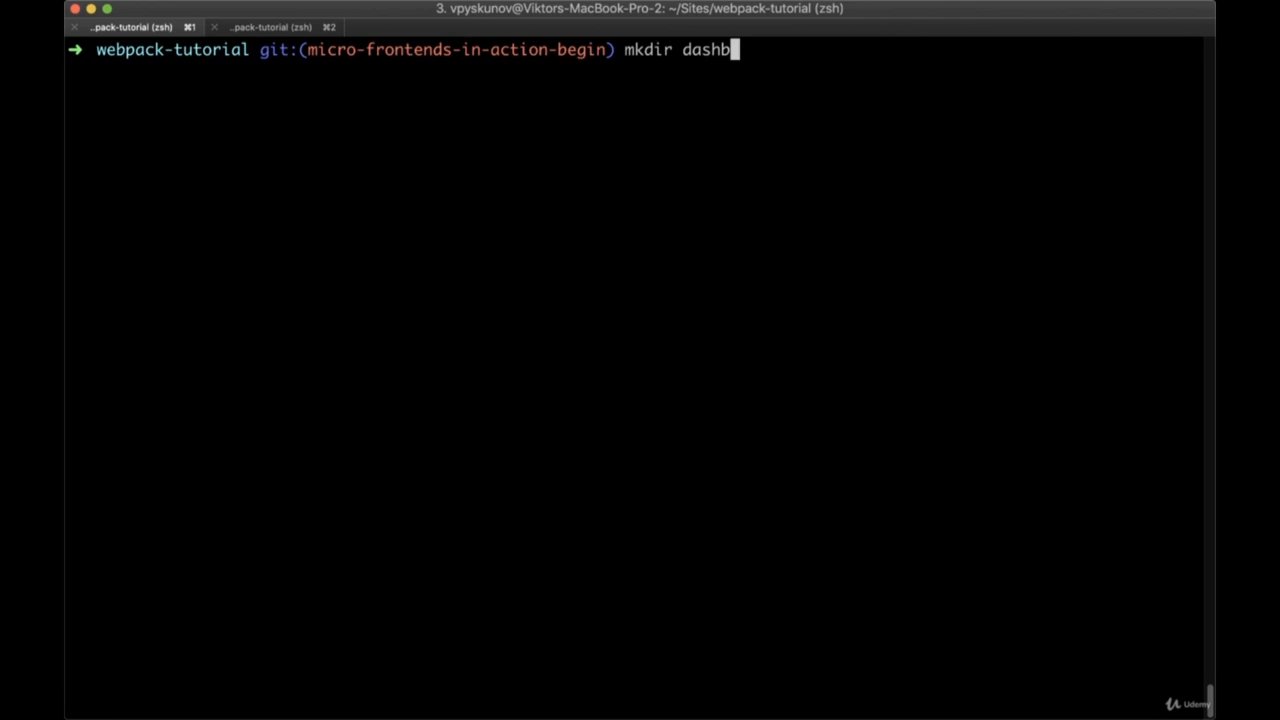 3. vpyskunov@Viktors-MacBook-Pro-2: ~/Sites/webpack-tutorial (zsh)
..pack-tutorial (zsh) ⌘1 ..pack-tutorial (zsh) ⌘2
➜ webpack-tutorial git:(micro-frontends-in-action-begin) mkdir dashb
Udemy